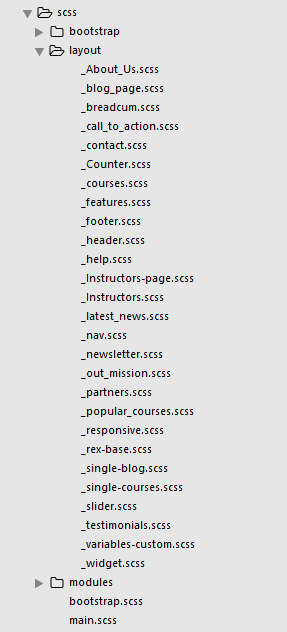 scss
bootstrap
layout
_About_Us.scss
_blog_page.scss
_breadcum.scss
_call_to_action.scss
_contact.scss
_Counter.scss
_courses.scss
_features.scss
_footer.scss
_header.scss
_help.scss
_Instructors-page.scss
_Instructors.scss
_latest_news.scss
_nav.scss
_newsletter.scss
_out_mission.scss
_partners.scss
_popular_courses.scss
_responsive.scss
_rex-base.scss
_single-blog.scss
_single-courses.scss
_slider.scss
_testimonials.scss
_variables-custom.scss
_widget.scss
modules
bootstrap.scss
main.scss